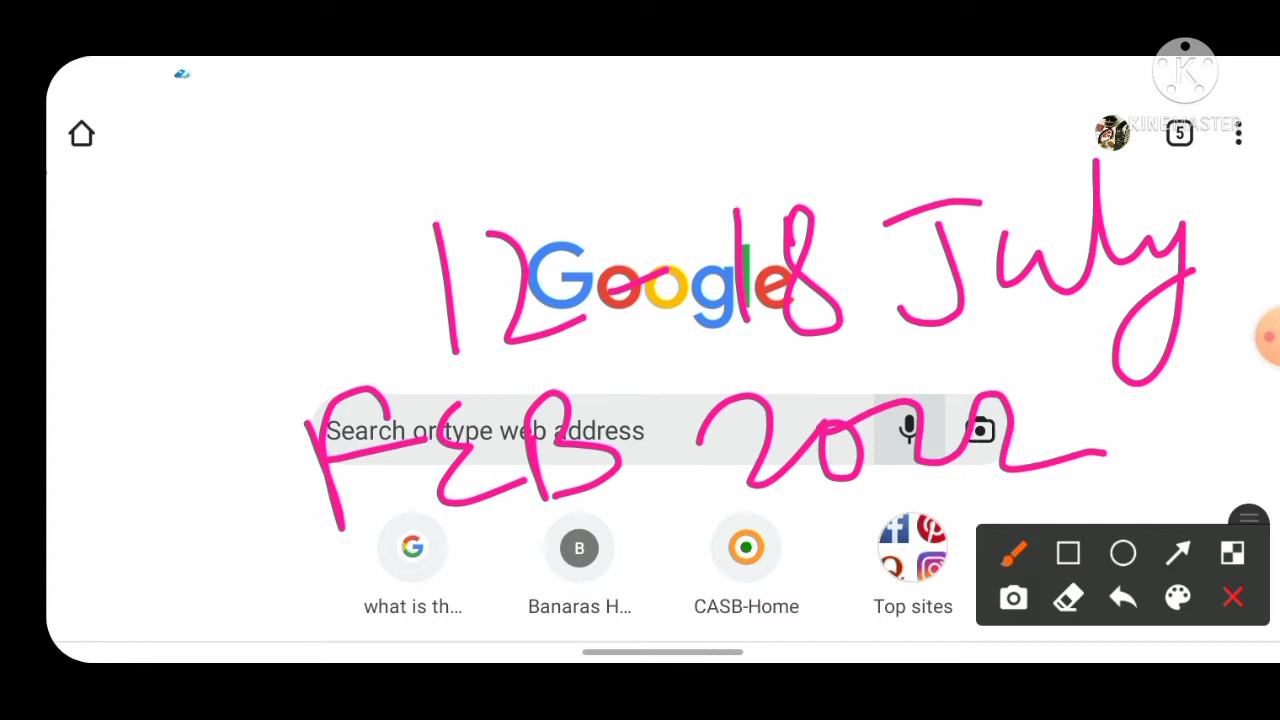 KINEMASTER
5
Google
12-18 July
Search or type web address
FEB 2022
B
what is th... Banaras H... CASB-Home Top sites